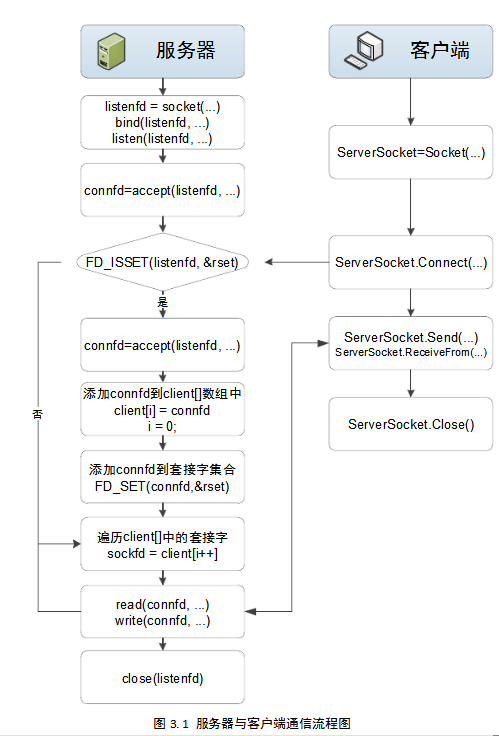 服务器
listenfd = socket(...)
bind(listenfd, ...)
listen(listenfd, ...)
connfd=accept(listenfd, ...)
FD_ISSET(listenfd, &rset)
是
connfd=accept(listenfd, ...)
添加connfd到client[]数组中
client[i] = connfd
i = 0;
否
添加connfd到套接字集合
FD_SET(connfd,&rset)
遍历client[]中的套接字
sockfd = client[i++]
read(connfd, ...)
write(connfd, ...)
close(listenfd)
客户端
ServerSocket=Socket(...)
ServerSocket.Connect(...)
ServerSocket.Send(...)
ServerSocket.ReceiveFrom(...)
ServerSocket.Close()
图 3.1 服务器与客户端通信流程图